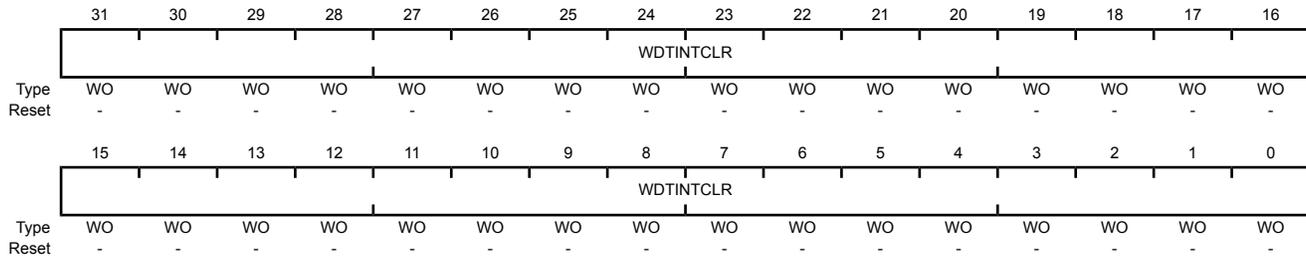 31 30 29 28 27 26 25 24 23 22 21 20 19 18 17 16
WDTINTCLR
Type WO WO WO WO WO WO WO WO WO WO WO WO WO WO WO WO
Reset - - - - - - - - - - - - - - - -
15 14 13 12 11 10 9 8 7 6 5 4 3 2 1 0
WDTINTCLR
Type WO WO WO WO WO WO WO WO WO WO WO WO WO WO WO WO
Reset - - - - - - - - - - - - - - - -